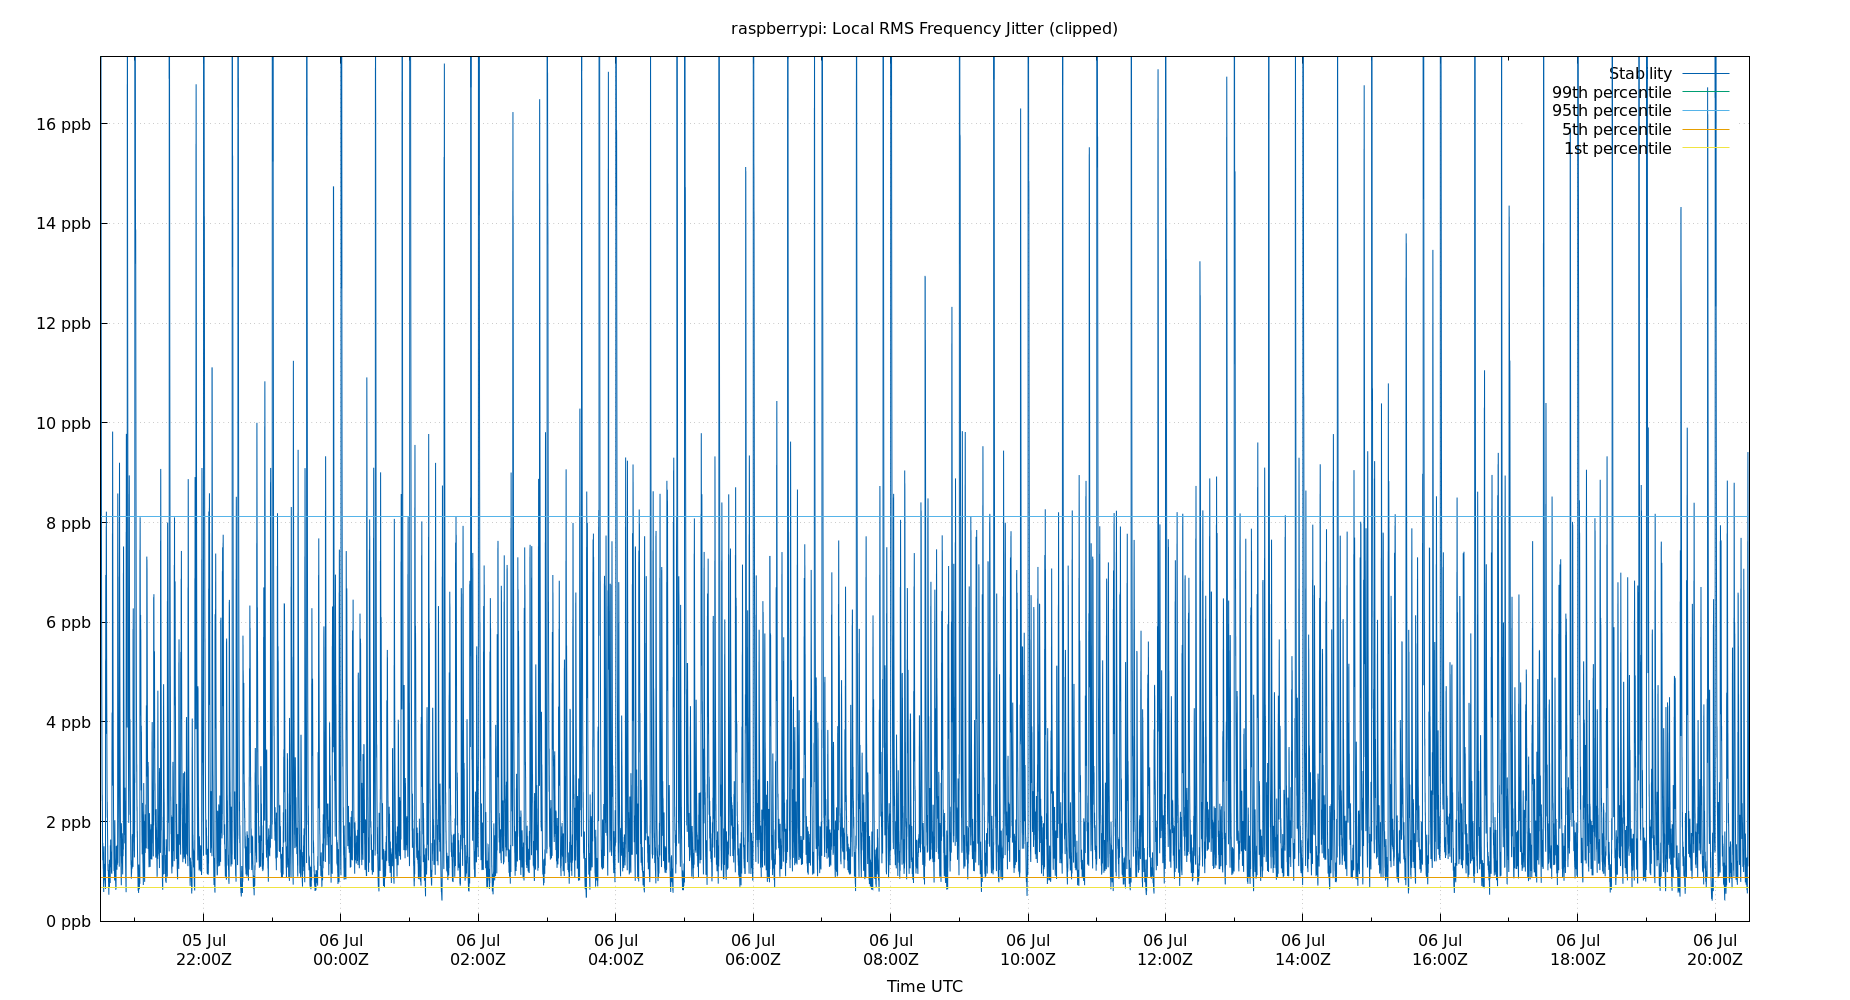 raspberrypi: Local RMS Frequency Jitter (clipped)
Stability
99th percentile
95th percentile
5th percentile
1st percentile
16 ppb
14 ppb
12 ppb
10 ppb
8 ppb
6 ppb
4 ppb
2 ppb
0 ppb
05 Jul 06 Jul 06 Jul 06 Jul 06 Jul 06 Jul 06 Jul 06 Jul 06 Jul 06 Jul 06 Jul 06 Jul
22:00Z 00:00Z 02:00Z 04:00Z 06:00Z 08:00Z 10:00Z 12:00Z 14:00Z 16:00Z 18:00Z 20:00Z
Time UTC